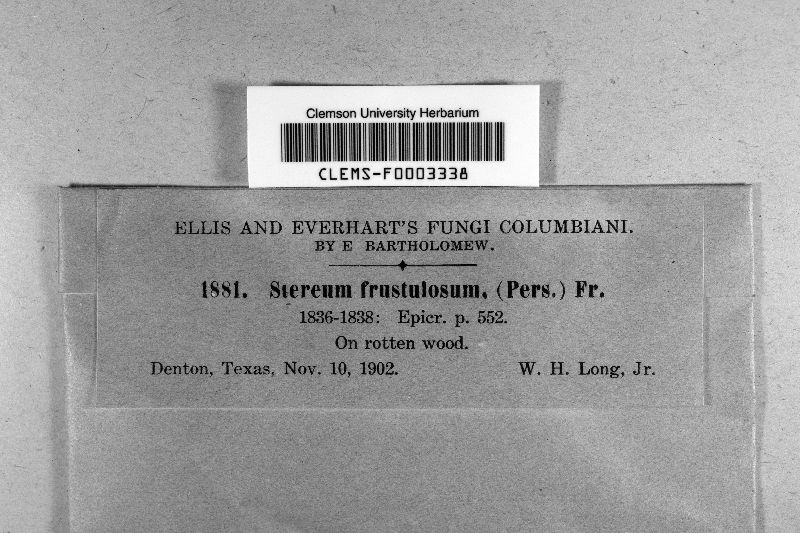 Clemson University Herbarium
CLEMS-F0003338
ELLIS AND EVERHART'S FUNGI COLUMBIANI.
BY E BARTHOLOMEW.
1881. Stereum frustulosum, (Pers.) Fr.
1836-1838: Epicr. p. 552.
On rotten wood.
Denton, Texas, Nov. 10, 1902. W. H. Long, Jr.